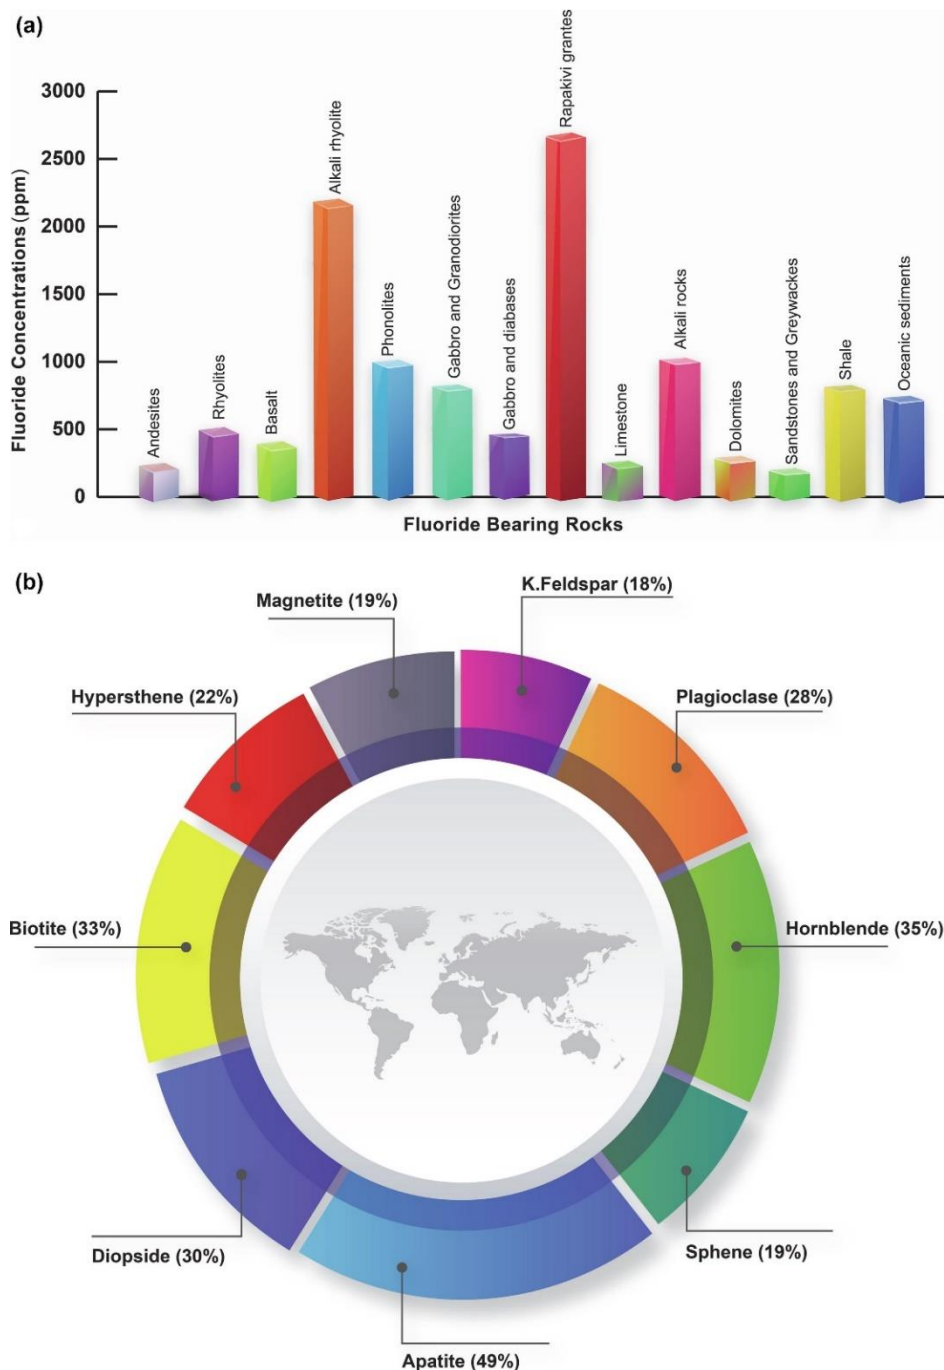 (a)
Fluoride Concentrations (ppm)
3000
2500
2000
1500
1000
500
0
Andesites
Rhyolites
Basalt
Alkali rhyolite
Phonolites
Gabbro and Granodiorites
Gabbro and diabases
Rapakivi grantes
Limestone
Alkali rocks
Dolomites
Sandstones and Greywackes
Shale
Oceanic sediments
Fluoride Bearing Rocks
(b)
K.Feldspar (18%)
Magnetite (19%)
Hypersthene (22%)
Plagioclase (28%)
Biotite (33%)
Hornblende (35%)
Diopside (30%)
Sphene (19%)
Apatite (49%)